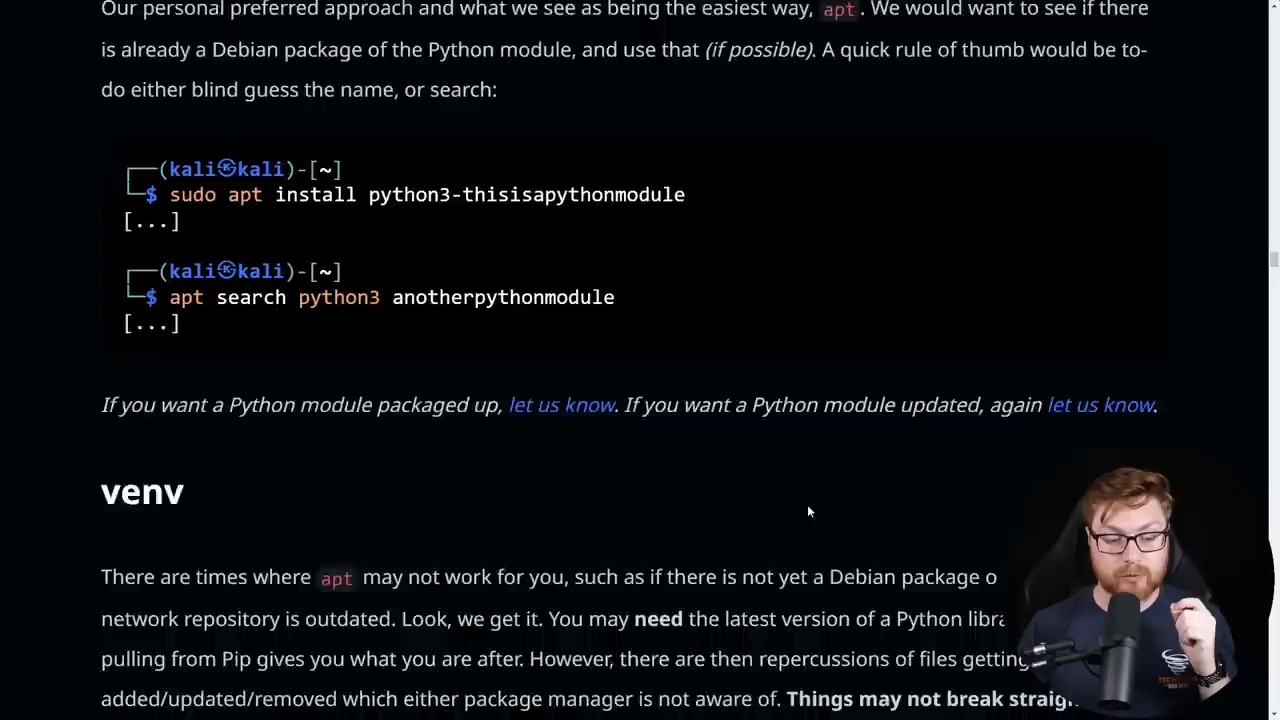 Our personal preferred approach and what we see as being the easiest way, apt. We would want to see if there
is already a Debian package of the Python module, and use that (if possible). A quick rule of thumb would be to-
do either blind guess the name, or search:
┌──(kali㉿kali)-[~]
└─$ sudo apt install python3-thisisapythonmodule
[...]
┌──(kali㉿kali)-[~]
└─$ apt search python3 anotherpythonmodule
[...]
If you want a Python module packaged up, let us know. If you want a Python module updated, again let us know.
venv
There are times where apt may not work for you, such as if there is not yet a Debian package o
network repository is outdated. Look, we get it. You may need the latest version of a Python
pulling from Pip gives you what you are after. However, there are then repercussions of files getting
added/updated/removed which either package manager is not aware of. Things may not break